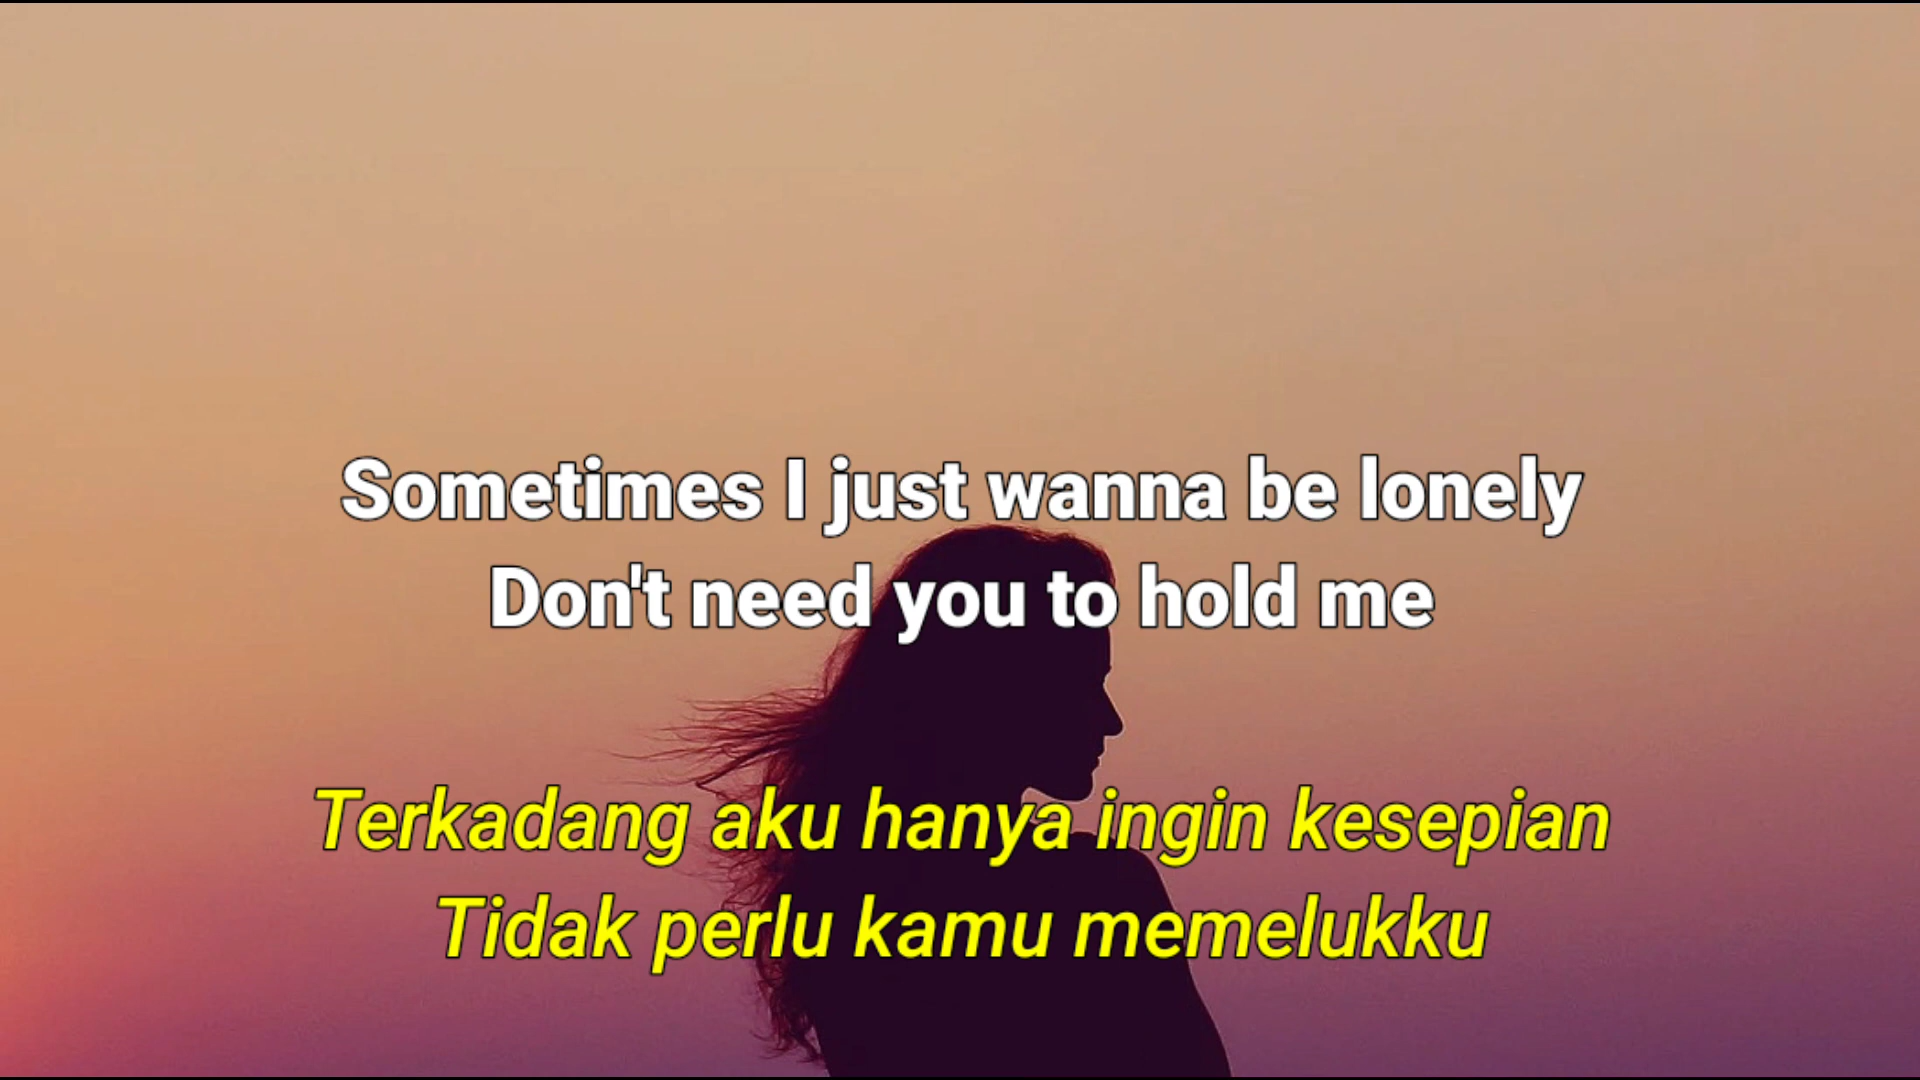 Sometimes I just wanna be lonely
Don't need you to hold me
Terkadang aku hanya ingin kesepian
Tidak perlu kamu memelukku